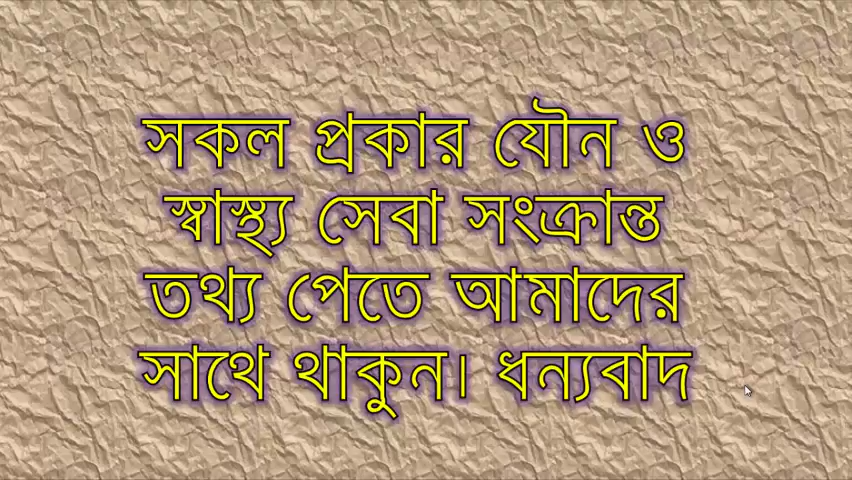 সকল প্রকার যৌন ও
স্বাস্থ্য সেবা সংক্রান্ত
তথ্য পেতে আমাদের
সাথে থাকুন। ধন্যবাদ